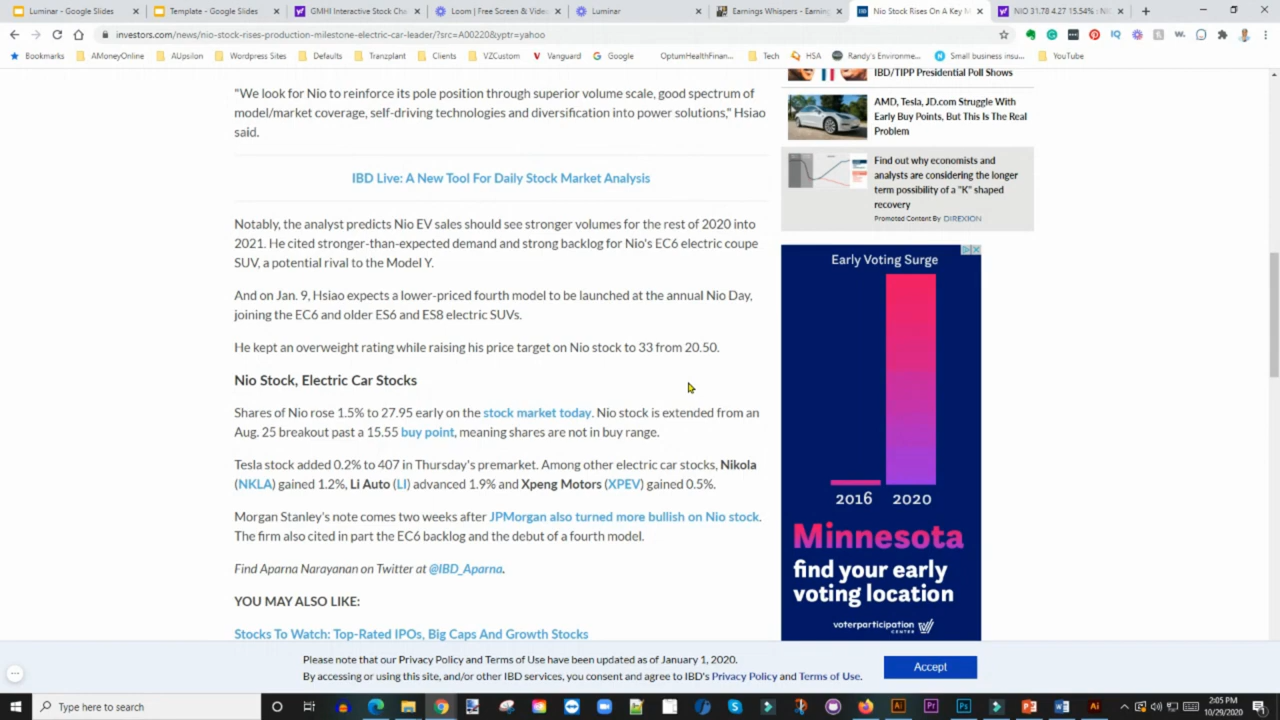 Luminar - Google Slides
Template - Google Slides
GMHI Interactive Stock Cha
Loom | Free Screen & Video
Luminar
Earnings Whispers - Earning
Nio Stock Rises On A Key M
NIO 31.78 4.27 15.54% : NI
investors.com/news/nio-stock-rises-production-milestone-electric-car-leader/?src=A00220&yptr=yahoo
Bookmarks
AMoneyOnline
AUpsilon
Wordpress Sites
Defaults
Tranzplant
Clients
VZCustom
Vanguard
Google
OptumHealthFinan...
Tech
HSA
Randy's Environme...
Small business insu...
YouTube
"We look for Nio to reinforce its pole position through superior volume scale, good spectrum of
model/market coverage, self-driving technologies and diversification into power solutions," Hsiao
said.
IBD Live: A New Tool For Daily Stock Market Analysis
Notably, the analyst predicts Nio EV sales should see stronger volumes for the rest of 2020 into
2021. He cited stronger-than-expected demand and strong backlog for Nio's EC6 electric coupe
SUV, a potential rival to the Model Y.
And on Jan. 9, Hsiao expects a lower-priced fourth model to be launched at the annual Nio Day,
joining the EC6 and older ES6 and ES8 electric SUVs.
He kept an overweight rating while raising his price target on Nio stock to 33 from 20.50.
Nio Stock, Electric Car Stocks
Shares of Nio rose 1.5% to 27.95 early on the stock market today. Nio stock is extended from an
Aug. 25 breakout past a 15.55 buy point, meaning shares are not in buy range.
Tesla stock added 0.2% to 407 in Thursday's premarket. Among other electric car stocks, Nikola
(NKLA) gained 1.2%, Li Auto (LI) advanced 1.9% and Xpeng Motors (XPEV) gained 0.5%.
Morgan Stanley's note comes two weeks after JPMorgan also turned more bullish on Nio stock.
The firm also cited in part the EC6 backlog and the debut of a fourth model.
Find Aparna Narayanan on Twitter at @IBD_Aparna.
YOU MAY ALSO LIKE:
Stocks To Watch: Top-Rated IPOs, Big Caps And Growth Stocks
IBD/TIPP Presidential Poll Shows
AMD, Tesla, JD.com Struggle With
Early Buy Points, But This Is The Real
Problem
Find out why economists and
analysts are considering the longer
term possibility of a "K" shaped
recovery
Promoted Content By DIREXION
Early Voting Surge
2016
2020
Minnesota
find your early
voting location
voterparticipation
CENTER
Please note that our Privacy Policy and Terms of Use have been updated as of January 1, 2020.
By accessing or using this site, and/or other IBD services, you consent and agree to IBD's Privacy Policy and Terms of Use.
Accept
Type here to search
2:05 PM
10/29/2020